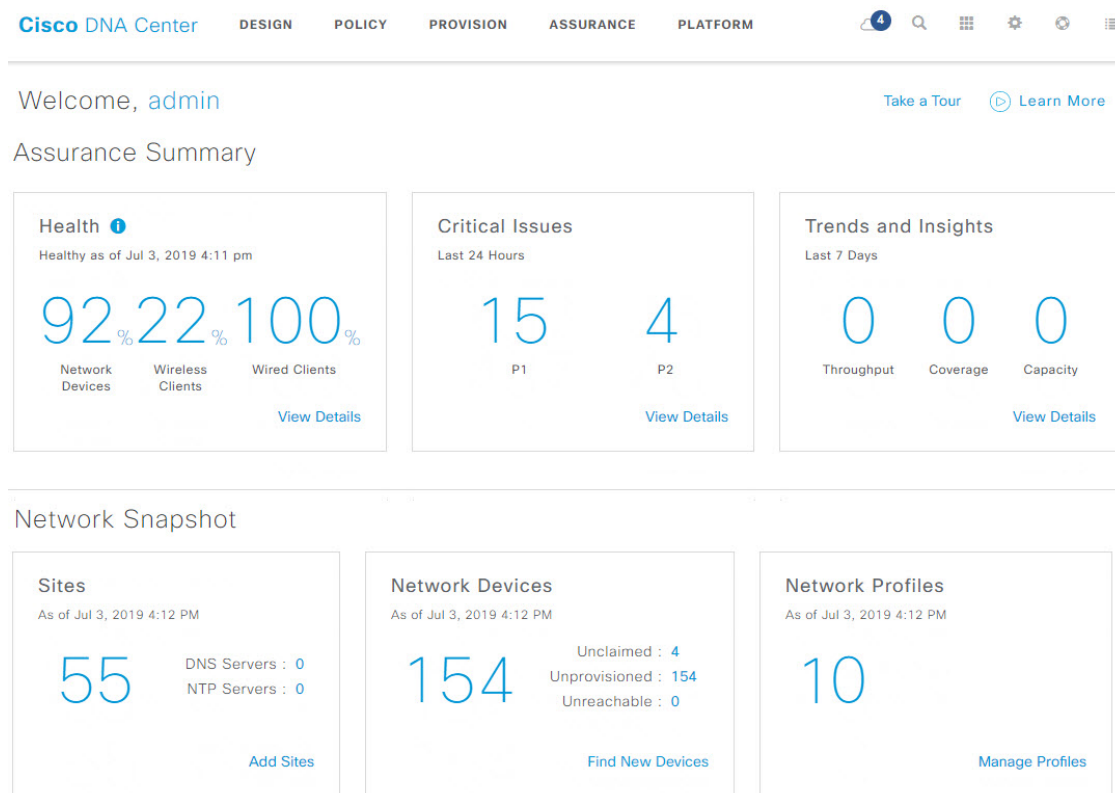 Cisco DNA Center DESIGN POLICY PROVISION ASSURANCE PLATFORM 4
Welcome, admin Take a Tour Learn More
Assurance Summary
Health
Healthy as of Jul 3, 2019 4:11 pm
92% 22% 100%
Network Devices Wireless Clients Wired Clients
View Details
Critical Issues
Last 24 Hours
15 4
P1 P2
View Details
Trends and Insights
Last 7 Days
0 0 0
Throughput Coverage Capacity
View Details
Network Snapshot
Sites
As of Jul 3, 2019 4:12 PM
55
DNS Servers : 0
NTP Servers : 0
Add Sites
Network Devices
As of Jul 3, 2019 4:12 PM
154
Unclaimed : 4
Unprovisioned : 154
Unreachable : 0
Find New Devices
Network Profiles
As of Jul 3, 2019 4:12 PM
10
Manage Profiles